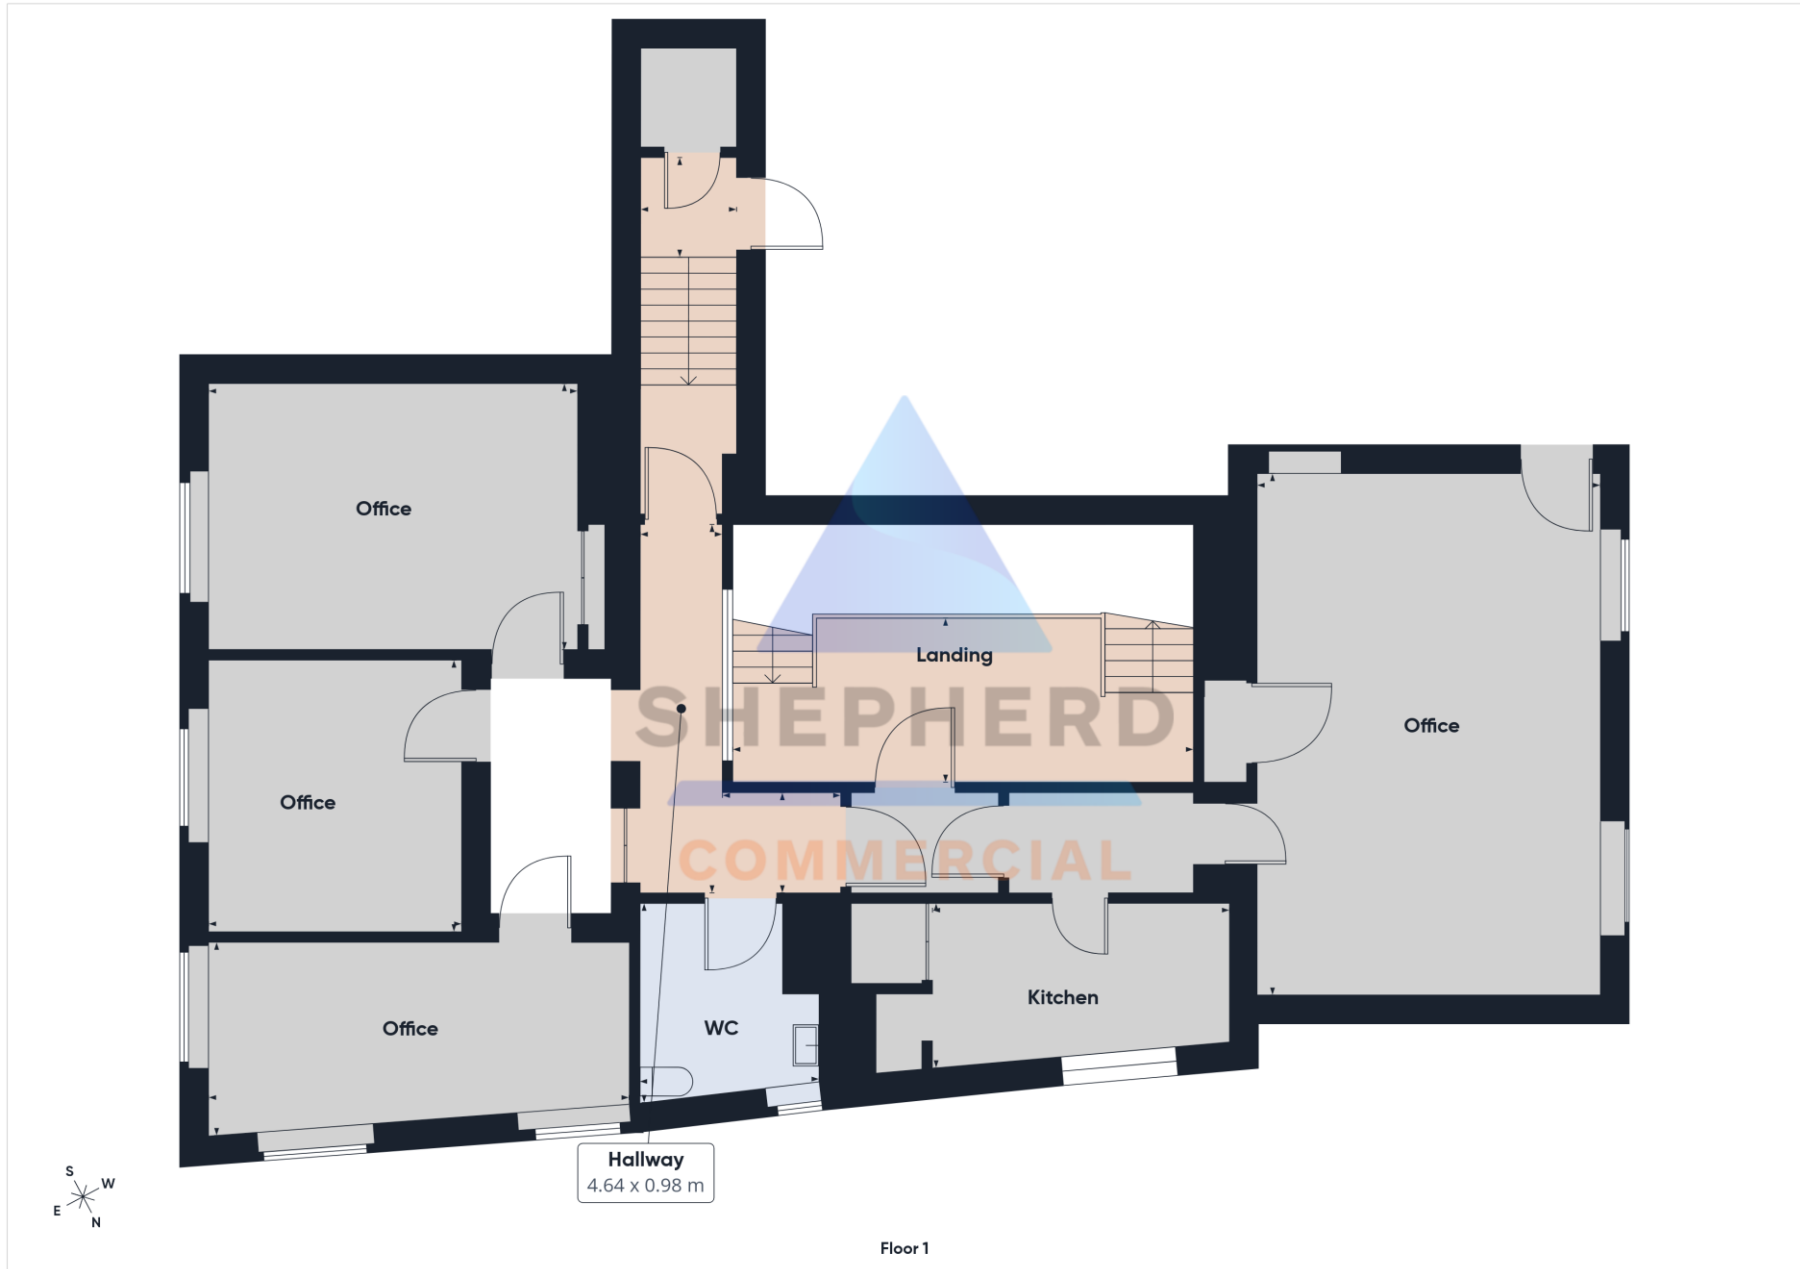 Office
Landing
SHEPHERD
Office
Office
COMMERCIAL
Kitchen
Office
WC
Hallway
4.64 x 0.98 m
S
W
E
N
Floor 1